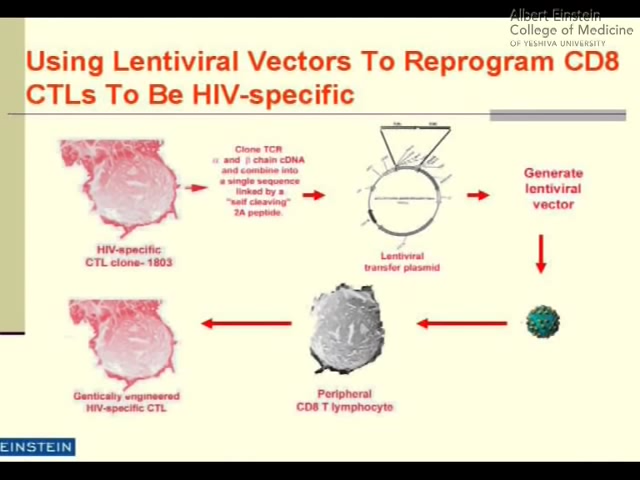 Albert Einstein
College of Medicine
OF YESHIVA UNIVERSITY
Using Lentiviral Vectors To Reprogram CD8
CTLs To Be HIV-specific
Clone TCR
α and β chain cDNA
and combine into
a single sequence
linked by a
"self cleaving"
2A peptide.
Generate
lentiviral
vector
HIV-specific
CTL clone- 1803
Lentiviral
transfer plasmid
Gentically engineered
HIV-specific CTL
Peripheral
CD8 T lymphocyte
EINSTEIN